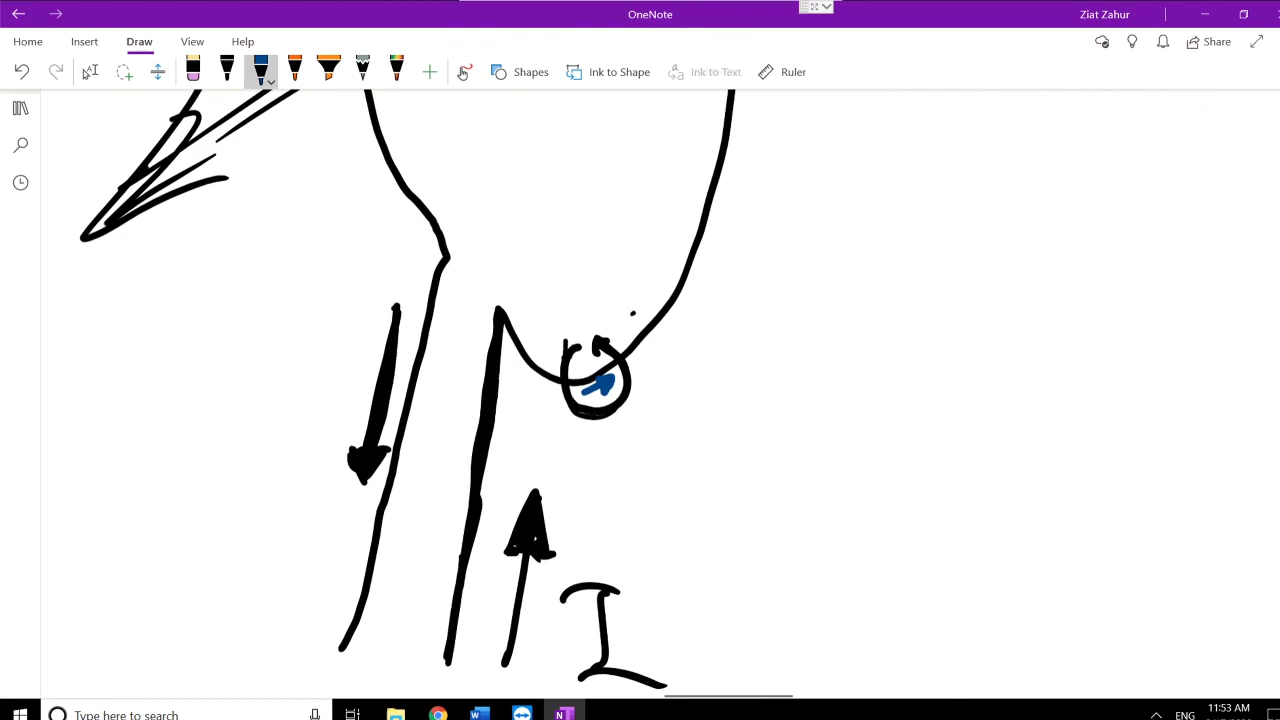 OneNote
Ziat Zahur
Home Insert Draw View Help
Share
Shapes
Ink to Shape
Ink to Text
Ruler
I
Type here to search
ENG
11:53 AM